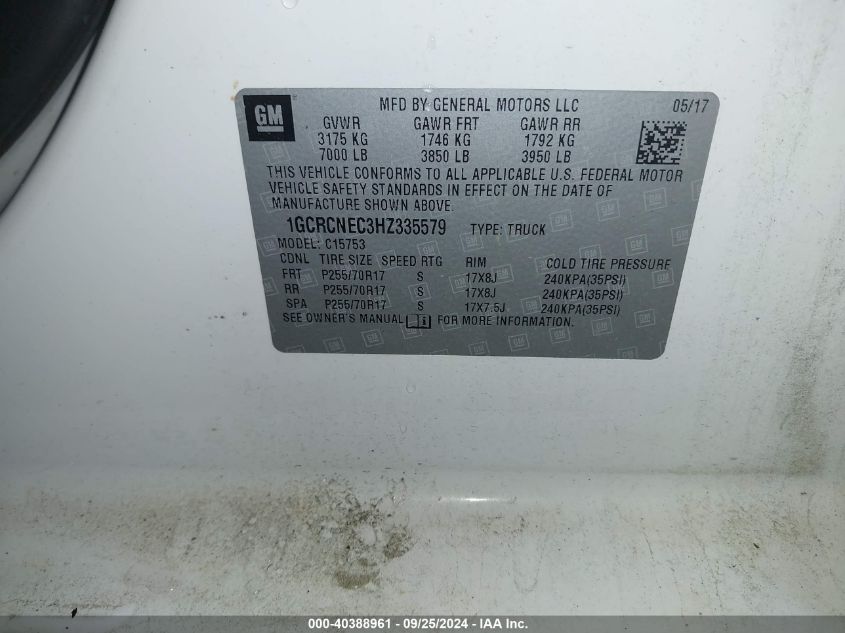 GM
MFD BY GENERAL MOTORS LLC 05/17
GVWR GAWR FRT GAWR RR
3175 KG 1746 KG 1792 KG
7000 LB 3850 LB 3950 LB
THIS VEHICLE CONFORMS TO ALL APPLICABLE U.S. FEDERAL MOTOR
VEHICLE SAFETY STANDARDS IN EFFECT ON THE DATE OF
MANUFACTURE SHOWN ABOVE.
1GCRCNEC3HZ335579 TYPE: TRUCK
MODEL: C15753
CDNL TIRE SIZE SPEED RTG RIM COLD TIRE PRESSURE
FRT P255/70R17 S 17X8J 240KPA(35PSI)
RR P255/70R17 S 17X8J 240KPA(35PSI)
SPA P255/70R17 S 17X7.5J 240KPA(35PSI)
SEE OWNER'S MANUAL FOR MORE INFORMATION.
000-40388961 - 09/25/2024 - IAAI.com